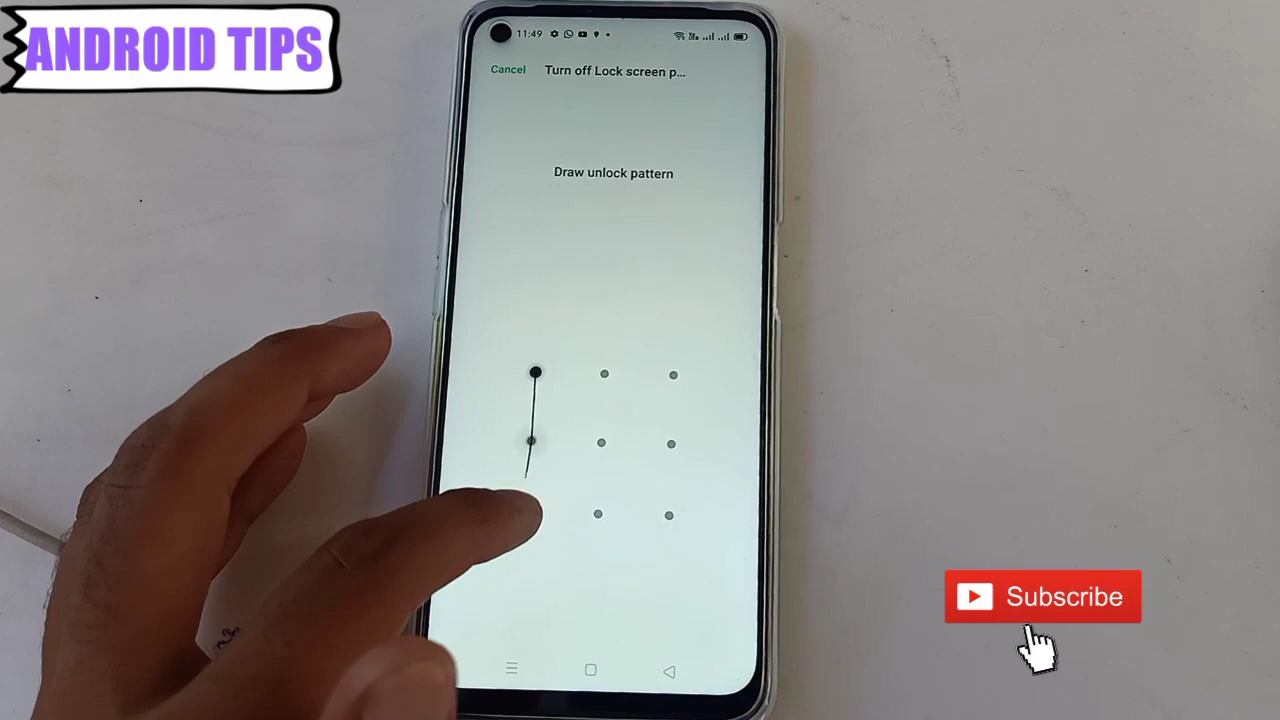 ANDROID TIPS
11:49
Cancel Turn off Lock screen p...
Draw unlock pattern
Subscribe